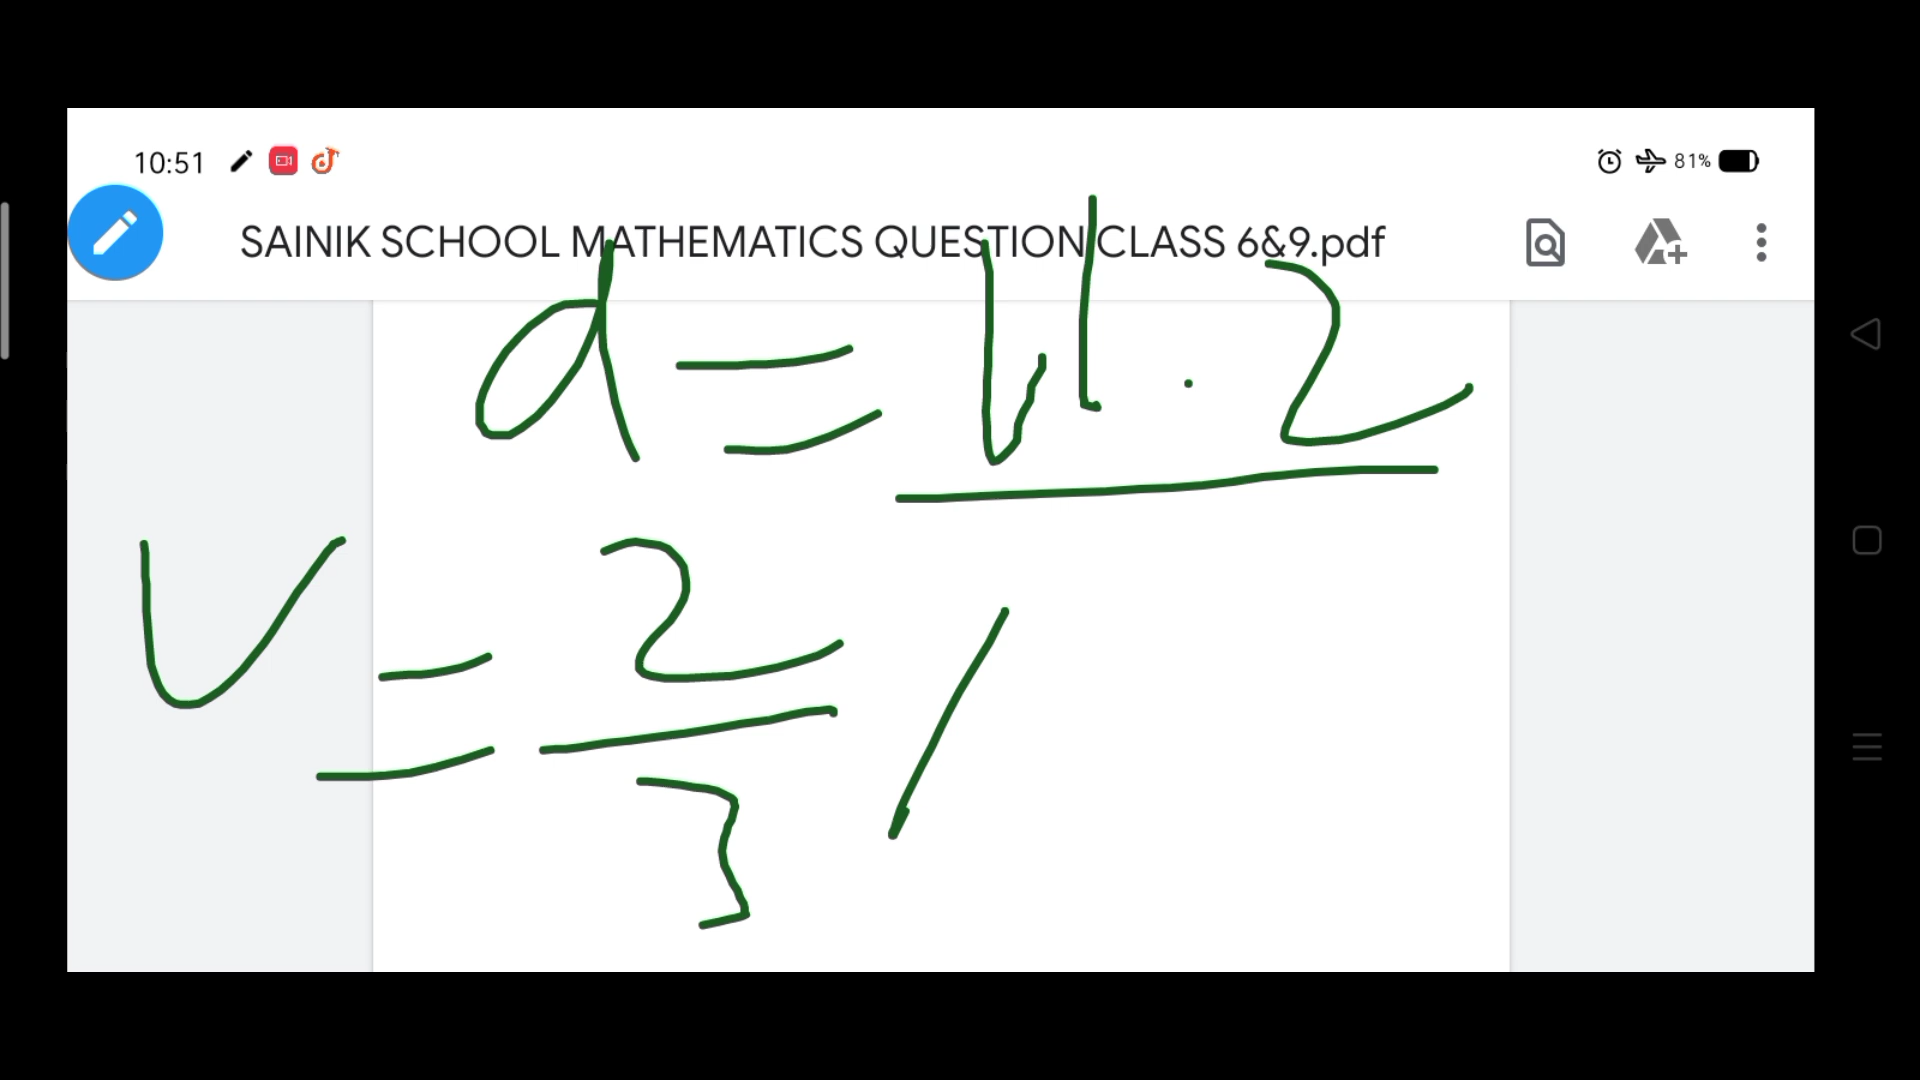 10:51 81%
SAINIK SCHOOL MATHEMATICS QUESTION CLASS 6&9.pdf
d = 11.2
V = 2/3 /